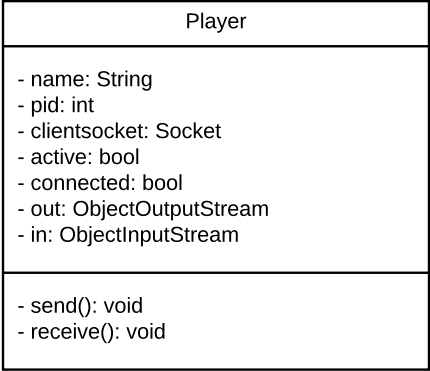 Player
- name: String
- pid: int
- clientsocket: Socket
- active: bool
- connected: bool
- out: ObjectOutputStream
- in: ObjectInputStream
- send(): void
- receive(): void